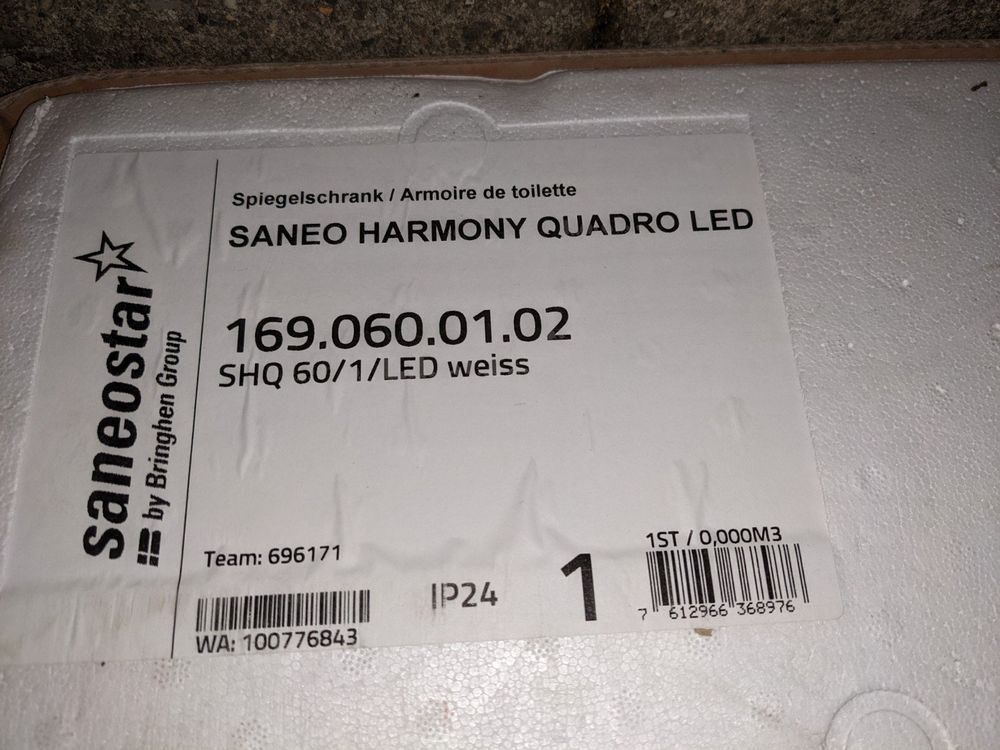 saneostar
by Bringhen Group
Spiegelschrank / Armoire de toilette
SANEO HARMONY QUADRO LED
169.060.01.02
SHQ 60/1/LED weiss
Team: 696171
WA: 100776843
IP24
1
1ST / 0,000M3
7 612966 368976